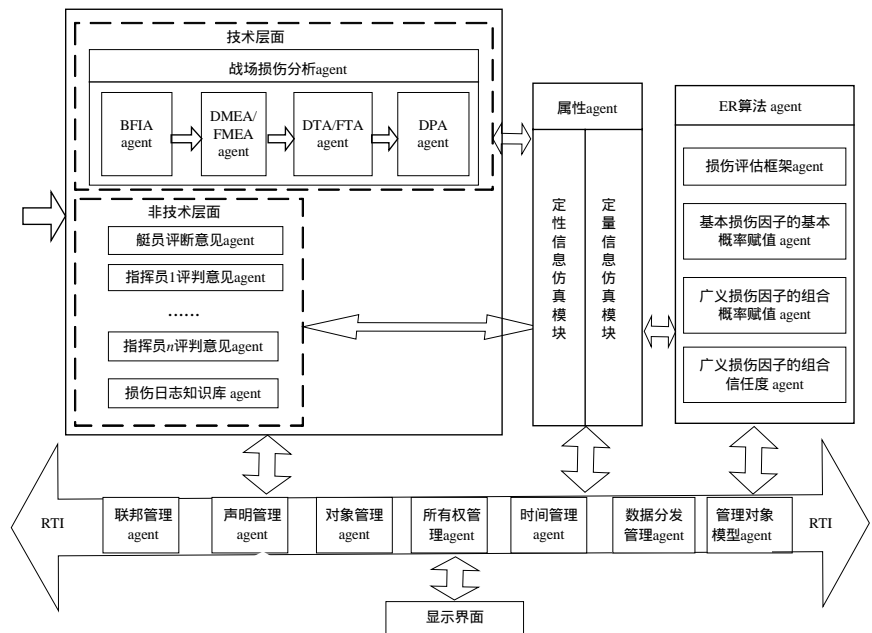 技术层面
战场损伤分析agent
BFIA
agent
DMEA/
FMEA
agent
DTA/FTA
agent
DPA
agent
非技术层面
艇员评断意见agent
指挥员1评判意见agent
……
指挥员n评判意见agent
损伤日志知识库 agent
属性agent
定性信息仿真模块
定量信息仿真模块
ER算法 agent
损伤评估框架agent
基本损伤因子的基本
概率赋值 agent
广义损伤因子的组合
概率赋值 agent
广义损伤因子的组合
信任度 agent
RTI
联邦管理
agent
声明管理
agent
对象管理
agent
所有权管
理agent
时间管理
agent
数据分发
管理agent
管理对象
模型agent
RTI
显示界面